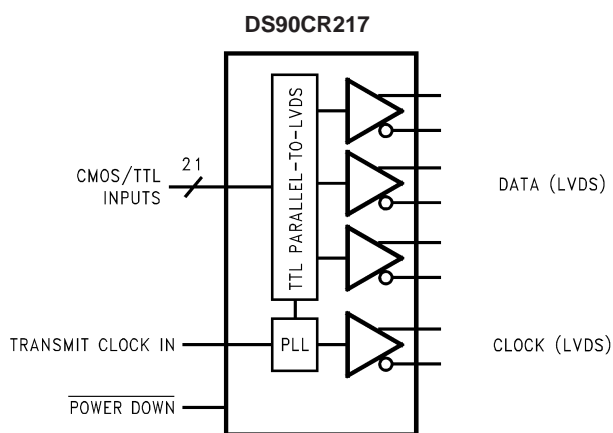 DS90CR217
21
CMOS/TTL
INPUTS
TTL PARALLEL-TO-LVDS
DATA (LVDS)
TRANSMIT CLOCK IN
PLL
CLOCK (LVDS)
POWER DOWN